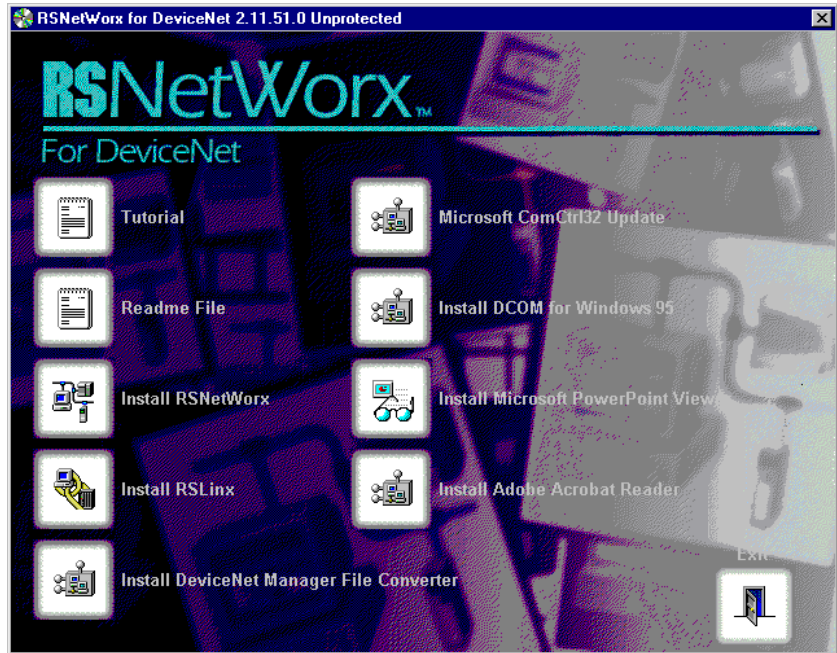 RSNetWorx for DeviceNet 2.11.51.0 Unprotected
RSNetWorx™
For DeviceNet
Tutorial
Readme File
Install RSNetWorx
Install RSLinx
Install DeviceNet Manager File Converter
Microsoft ComCtrl32 Update
Install DCOM for Windows 95
Install Microsoft PowerPoint View
Install Adobe Acrobat Reader
Exit